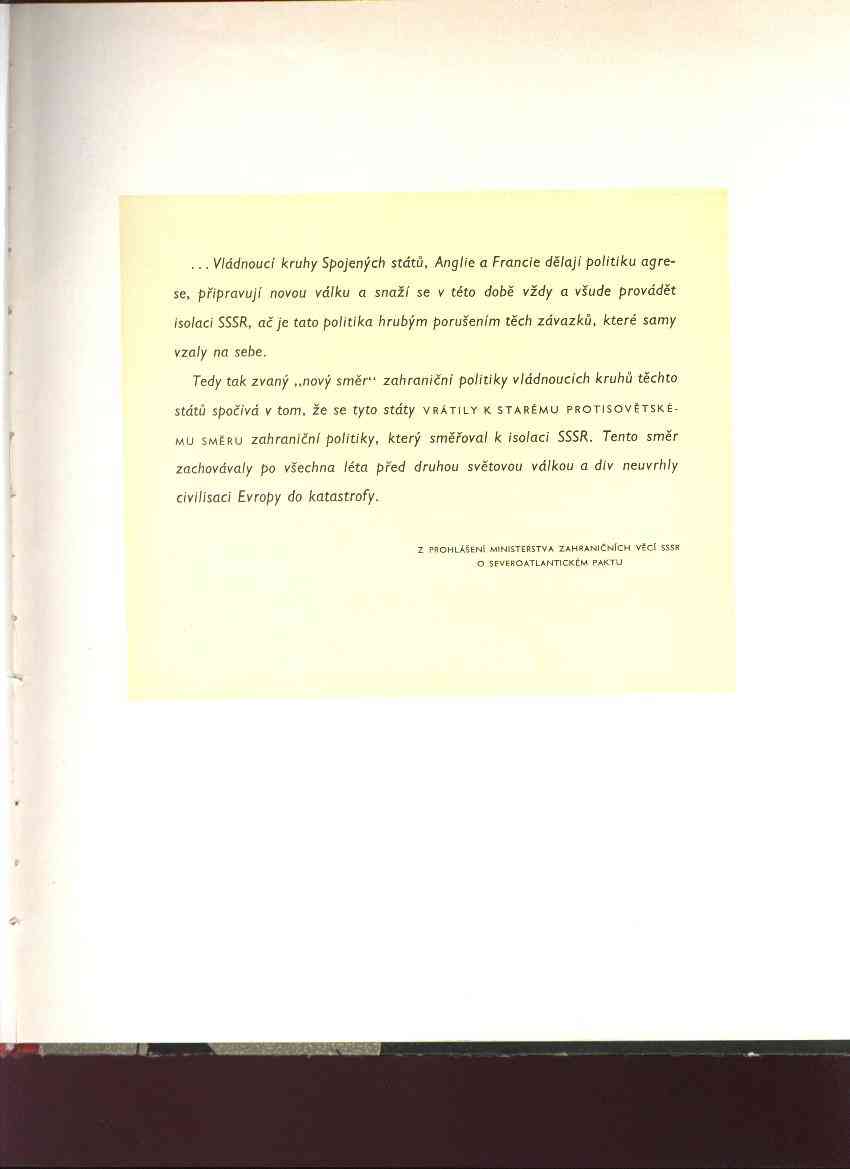 ... Vládnoucí kruhy Spojených států, Anglie a Francie dělají politiku agre-
se, připravují novou válku a snaží se v této době vždy a všude provádět
isolaci SSSR, ač je tato politika hrubým porušením těch závazků, které samy
vzaly na sebe.
Tedy tak zvaný „nový směr“ zahraniční politiky vládnoucích kruhů těchto
států spočívá v tom, že se tyto státy VRÁTILY K STARÉMU PROTISOVĚTSKÉ-
MU SMĚRU zahraniční politiky, který směřoval k isolaci SSSR. Tento směr
zachovávaly po všechna léta před druhou světovou válkou a div neuvrhly
civilisaci Evropy do katastrofy.
Z PROHLÁŠENÍ MINISTERSTVA ZAHRANIČNÍCH VĚCÍ SSSR
O SEVEROATLANTICKÉM PAKTU